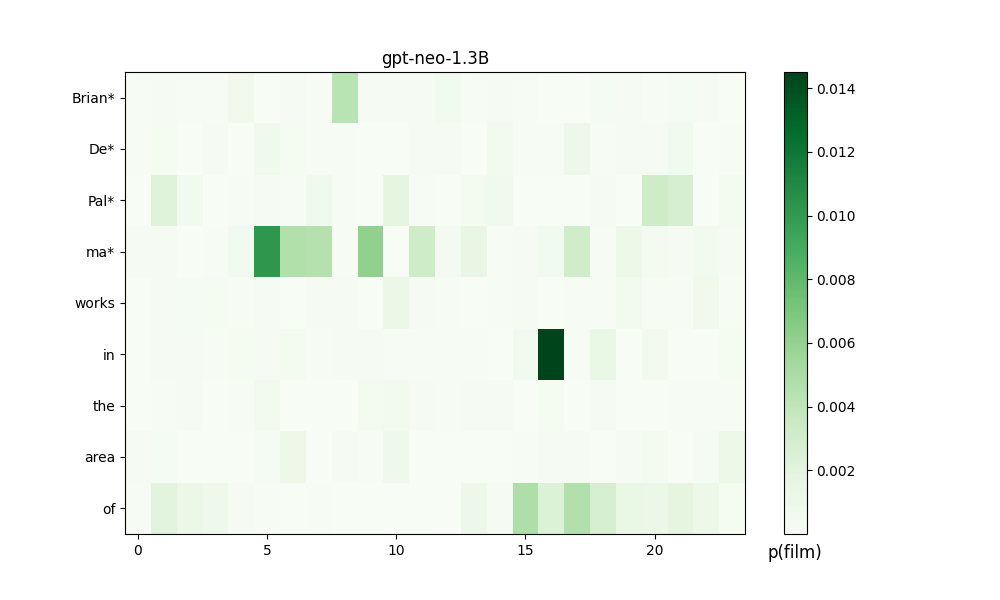 gpt-neo-1.3B
Brian*
De*
Pal*
ma*
works
in
the
area
of
0 5 10 15 20
0.014
0.012
0.010
0.008
0.006
0.004
0.002
p(film)